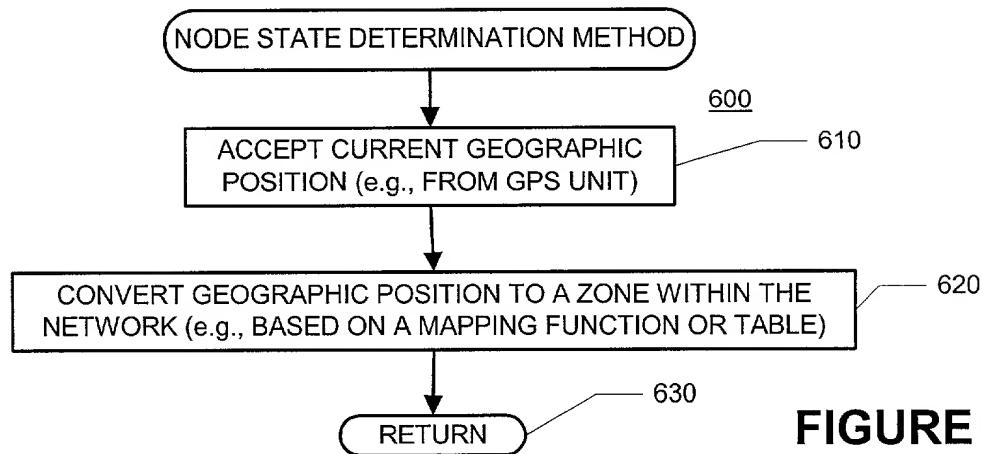 NODE STATE DETERMINATION METHOD
600
ACCEPT CURRENT GEOGRAPHIC
POSITION (e.g., FROM GPS UNIT)
610
CONVERT GEOGRAPHIC POSITION TO A ZONE WITHIN THE
NETWORK (e.g., BASED ON A MAPPING FUNCTION OR TABLE)
620
RETURN
630
FIGURE